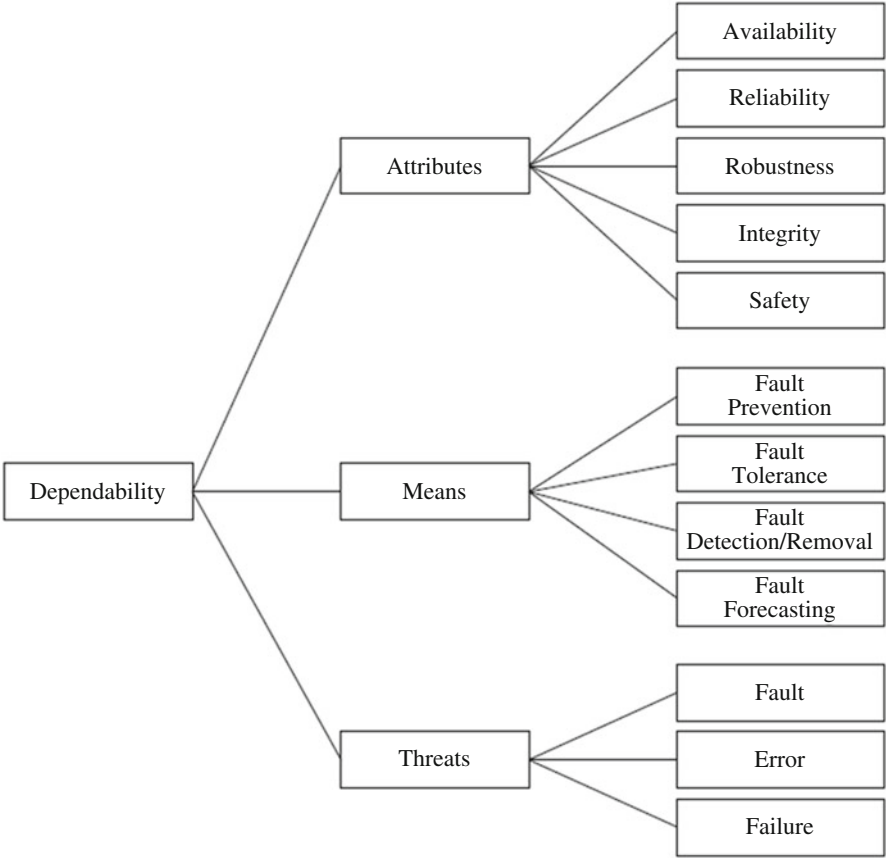 Availability
Reliability
Attributes
Robustness
Integrity
Safety
Fault
Prevention
Fault
Tolerance
Dependability
Means
Fault
Detection/Removal
Fault
Forecasting
Fault
Threats
Error
Failure